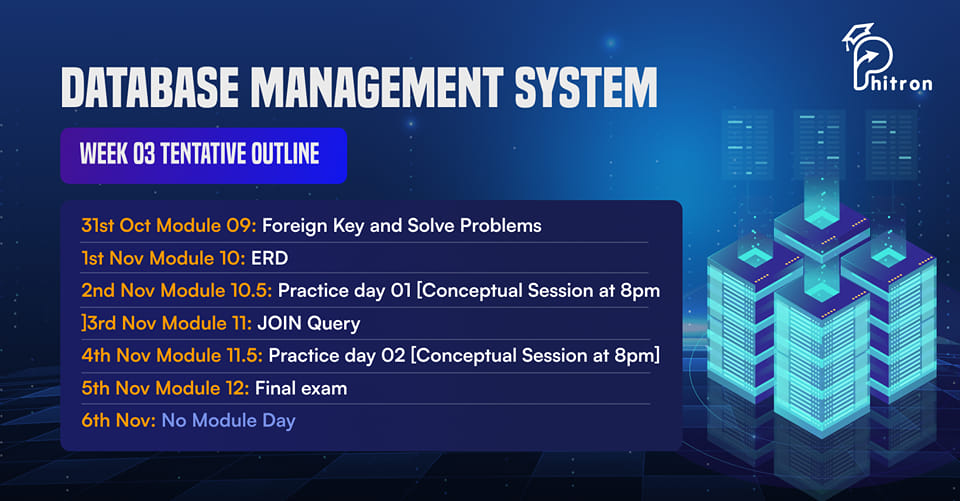 Phitron
DATABASE MANAGEMENT SYSTEM
WEEK 03 TENTATIVE OUTLINE
31st Oct Module 09: Foreign Key and Solve Problems
1st Nov Module 10: ERD
2nd Nov Module 10.5: Practice day 01 [Conceptual Session at 8pm
]3rd Nov Module 11: JOIN Query
4th Nov Module 11.5: Practice day 02 [Conceptual Session at 8pm]
5th Nov Module 12: Final exam
6th Nov: No Module Day